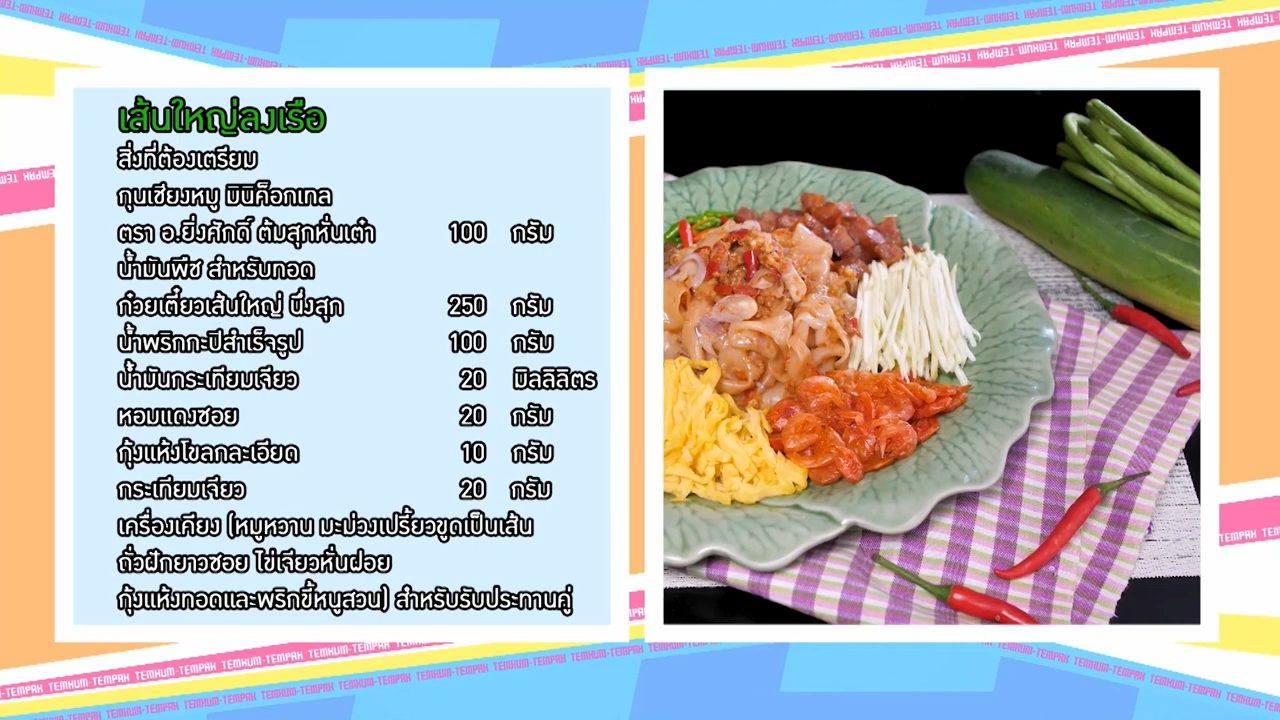 เส้นใหญ่ลงเรือ
สิ่งที่ต้องเตรียม
กุนเชียงหมู มินิค็อกเทล
ตรา อ.ยิ่งศักดิ์ ต้มสุกหั่นเต๋า 100 กรัม
น้ำมันพืช สำหรับทอด
ก๋วยเตี๋ยวเส้นใหญ่ นึ่งสุก 250 กรัม
น้ำพริกกะปิสำเร็จรูป 100 กรัม
น้ำมันกระเทียมเจียว 20 มิลลิลิตร
หอมแดงซอย 20 กรัม
กุ้งแห้งโขลกละเอียด 10 กรัม
กระเทียมเจียว 20 กรัม
เครื่องเคียง (หมูหวาน มะม่วงเปรี้ยวขูดเป็นเส้น
ถั่วฝักยาวซอย ไข่เจียวหั่นฝอย
กุ้งแห้งทอดและพริกขี้หนูสวน) สำหรับรับประทานคู่
TEMXUM-TEMPAX TEMXUM-TEMPAX TEMXUM-TEMPAX